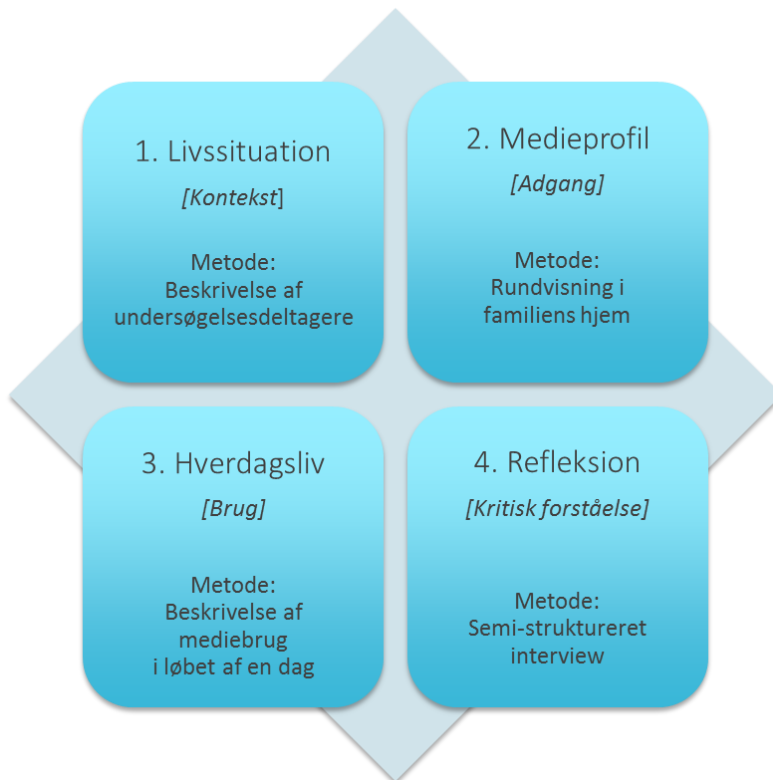 1. Livssituation
[Kontekst]
Metode:
Beskrivelse af
undersøgelsesdeltagere
2. Medieprofil
[Adgang]
Metode:
Rundvisning i
familiens hjem
3. Hverdagsliv
[Brug]
Metode:
Beskrivelse af
mediebrug
i løbet af en dag
4. Refleksion
[Kritisk forståelse]
Metode:
Semi-struktureret
interview